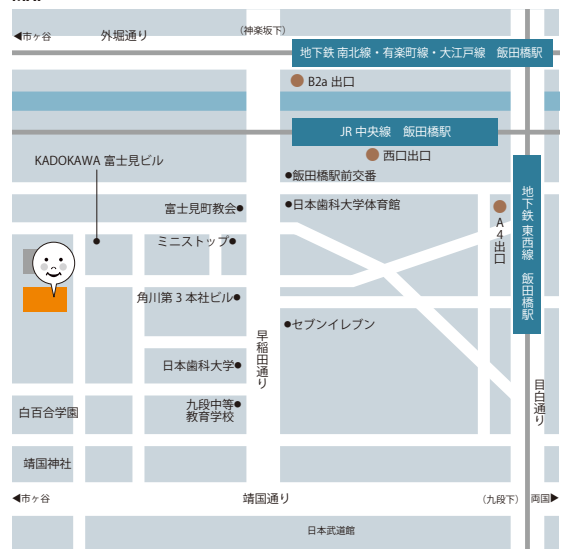 ◀市ヶ谷
外堀通り
(神楽坂下)
地下鉄 南北線・有楽町線・大江戸線　飯田橋駅
B2a 出口
JR 中央線　飯田橋駅
西口出口
KADOKAWA 富士見ビル
●飯田橋駅前交番
富士見町教会●
●日本歯科大学体育館
A4出口
地下鉄 東西線　飯田橋駅
ミニストップ●
角川第 3 本社ビル●
●セブンイレブン
早稲田通り
日本歯科大学●
目白通り
白百合学園
九段中等●
教育学校
靖国神社
◀市ヶ谷
靖国通り
(九段下)
両国▶
日本武道館